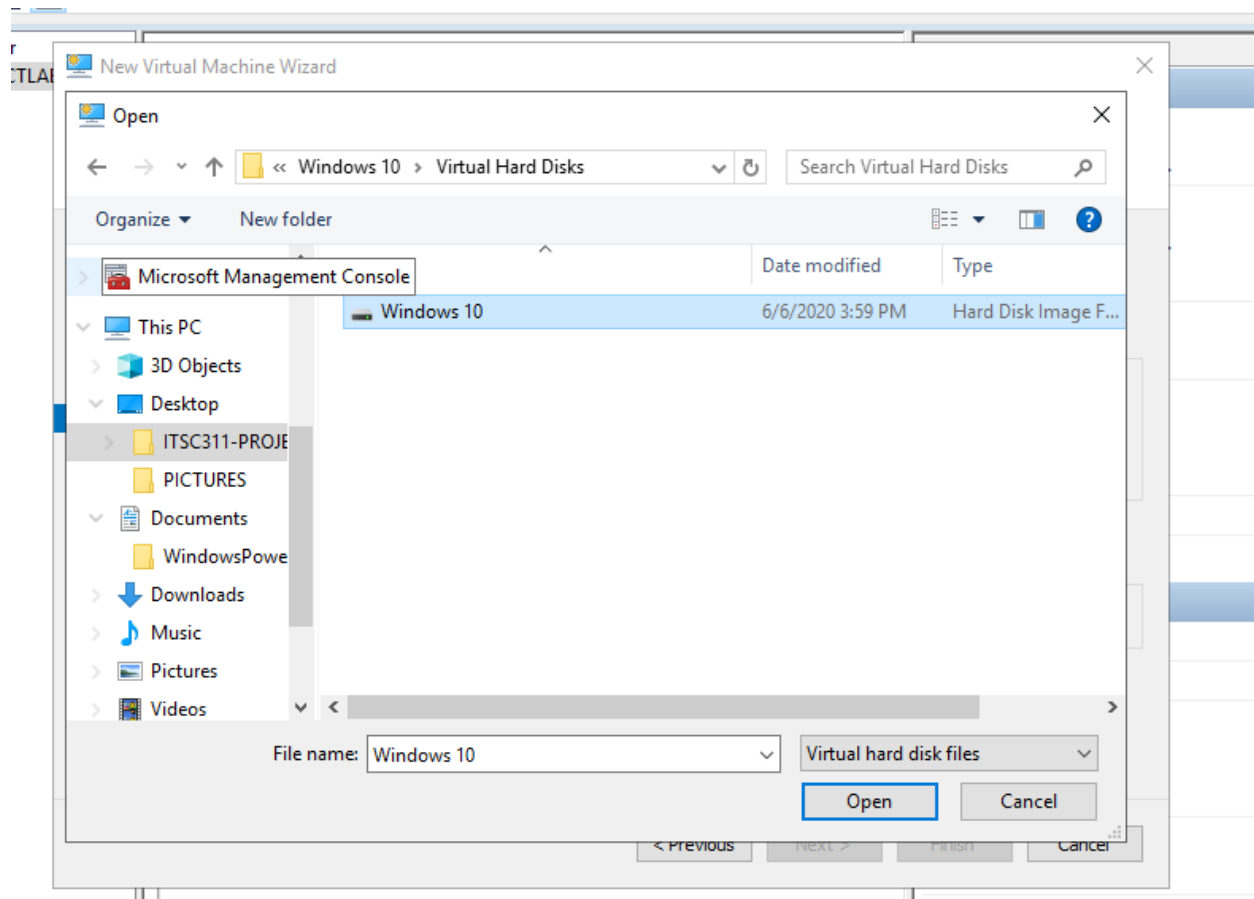 r
CTLAB
New Virtual Machine Wizard
Open
« Windows 10 > Virtual Hard Disks
Search Virtual Hard Disks
Organize
New folder
?
Microsoft Management Console
Date modified
Type
Windows 10
6/6/2020 3:59 PM
Hard Disk Image F...
This PC
3D Objects
Desktop
ITSC311-PROJE
PICTURES
Documents
WindowsPowe
Downloads
Music
Pictures
Videos
File name:
Windows 10
Virtual hard disk files
Open
Cancel
< Previous
Next >
Finish
Cancel